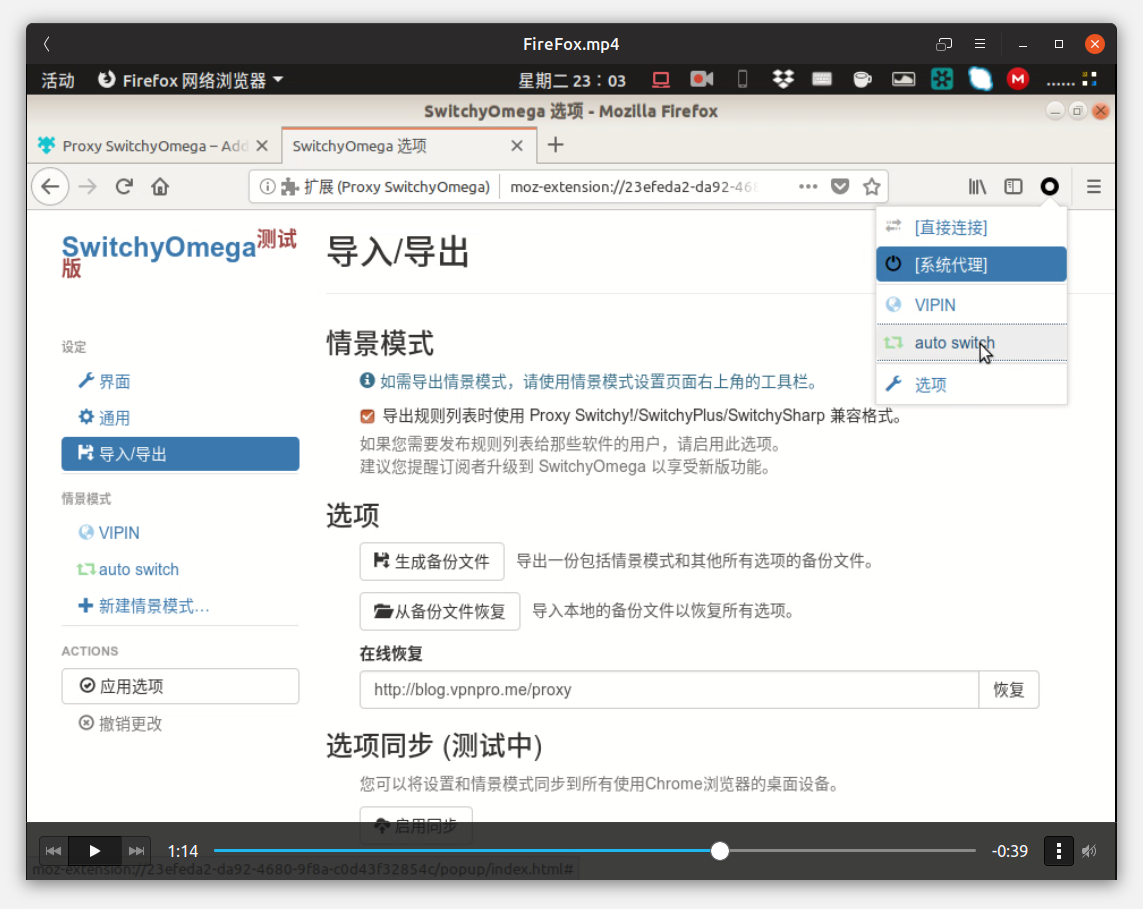 FireFox.mp4
活动 Firefox 网络浏览器 星期二 23：03
SwitchyOmega 选项 - Mozilla Firefox
Proxy SwitchyOmega – Add
SwitchyOmega 选项
扩展 (Proxy SwitchyOmega) moz-extension://23efeda2-da92-468
[直接连接]
[系统代理]
VIPIN
auto switch
选项
SwitchyOmega测试
版
设定
界面
通用
导入/导出
情景模式
VIPIN
auto switch
新建情景模式…
ACTIONS
应用选项
撤销更改
导入/导出
情景模式
如需导出情景模式，请使用情景模式设置页面右上角的工具栏。
导出规则列表时使用 Proxy Switchy!/SwitchyPlus/SwitchySharp 兼容格式。
如果您需要发布规则列表给那些软件的用户，请启用此选项。
建议您提醒订阅者升级到 SwitchyOmega 以享受新版功能。
选项
生成备份文件 导出一份包括情景模式和其他所有选项的备份文件。
从备份文件恢复 导入本地的备份文件以恢复所有选项。
在线恢复
http://blog.vpnpro.me/proxy 恢复
选项同步 (测试中)
您可以将设置和情景模式同步到所有使用Chrome浏览器的桌面设备。
启用同步
1:14 -0:39
moz-extension://23efeda2-da92-4680-9f8a-c0d43f32854c/popup/index.html#